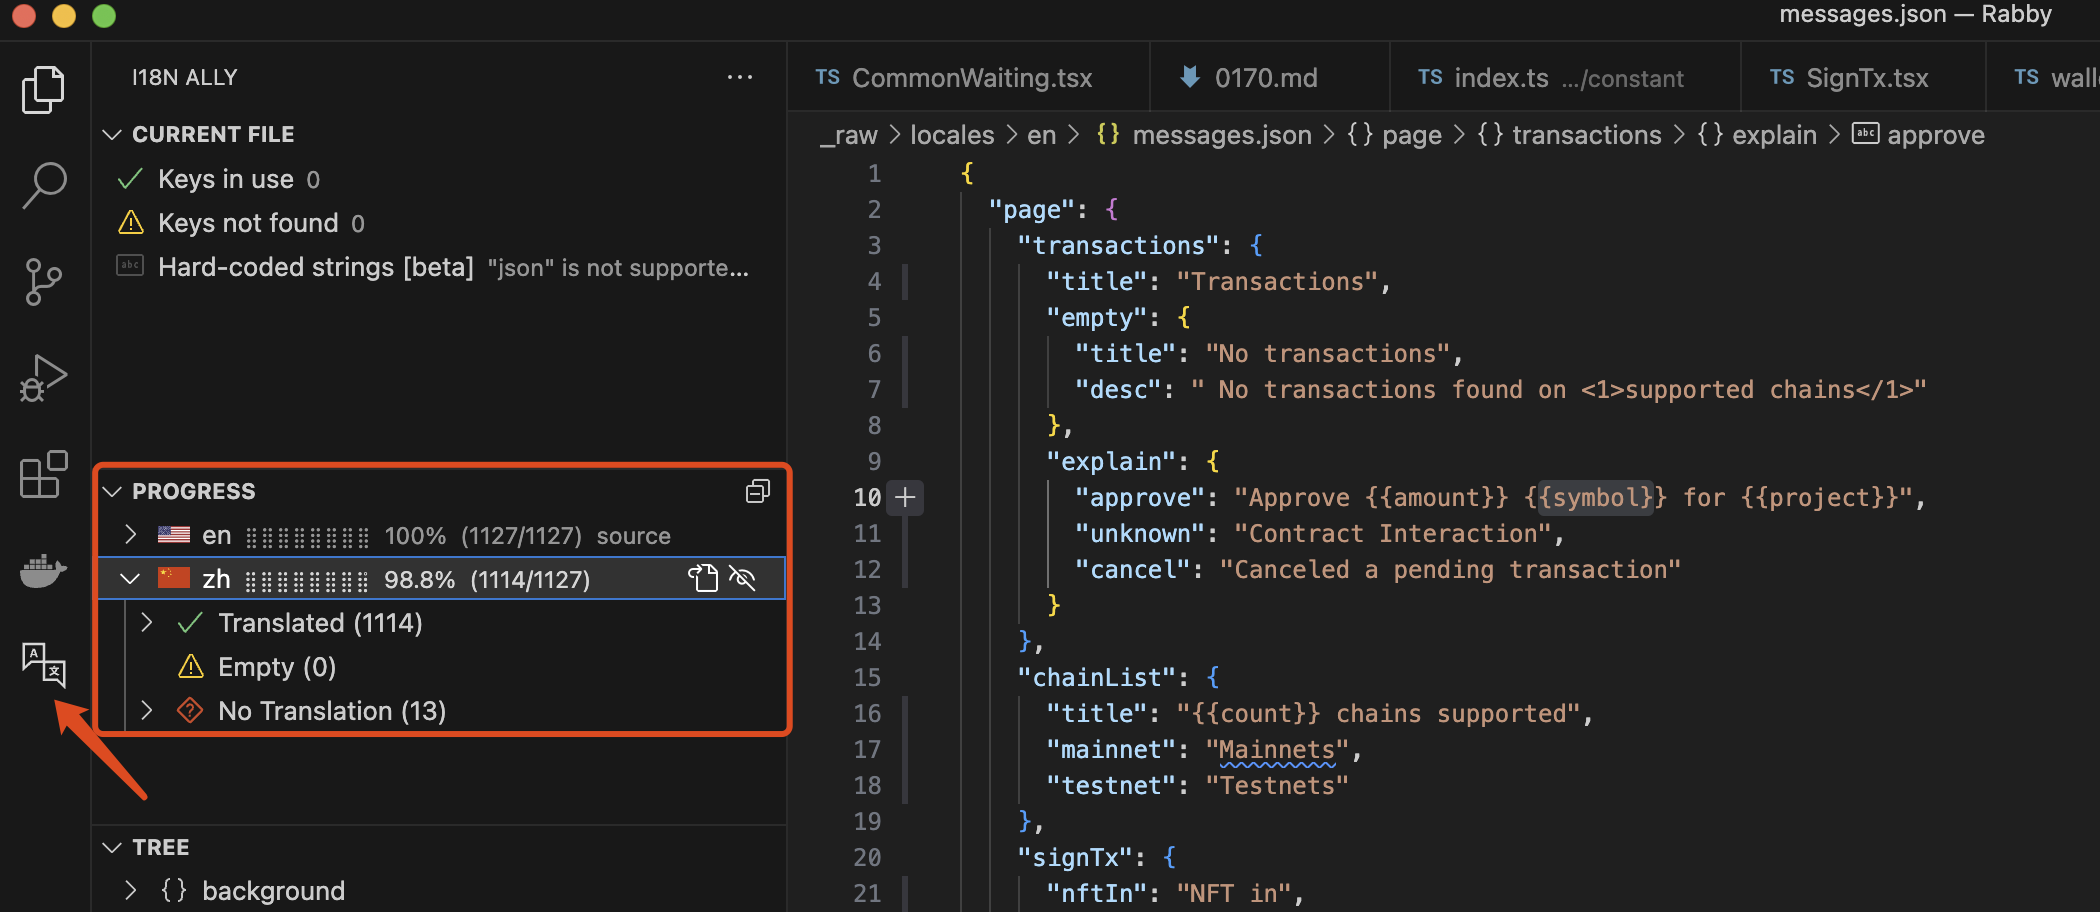 messages.json — Rabby
I18N ALLY
CURRENT FILE
Keys in use 0
Keys not found 0
abc Hard-coded strings [beta] "json" is not supporte...
PROGRESS
en 100% (1127/1127) source
zh 98.8% (1114/1127)
Translated (1114)
Empty (0)
No Translation (13)
TREE
{} background
A 文
TS CommonWaiting.tsx
0170.md
TS index.ts .../constant
TS SignTx.tsx
TS wall
_raw > locales > en > {} messages.json > {} page > {} transactions > {} explain > abc approve
1 {
2 "page": {
3 "transactions": {
4 "title": "Transactions",
5 "empty": {
6 "title": "No transactions",
7 "desc": " No transactions found on <1>supported chains</1>"
8 },
9 "explain": {
10 "approve": "Approve {{amount}} {{symbol}} for {{project}}",
11 "unknown": "Contract Interaction",
12 "cancel": "Canceled a pending transaction"
13 }
14 },
15 "chainList": {
16 "title": "{{count}} chains supported",
17 "mainnet": "Mainnets",
18 "testnet": "Testnets"
19 },
20 "signTx": {
21 "nftIn": "NFT in",